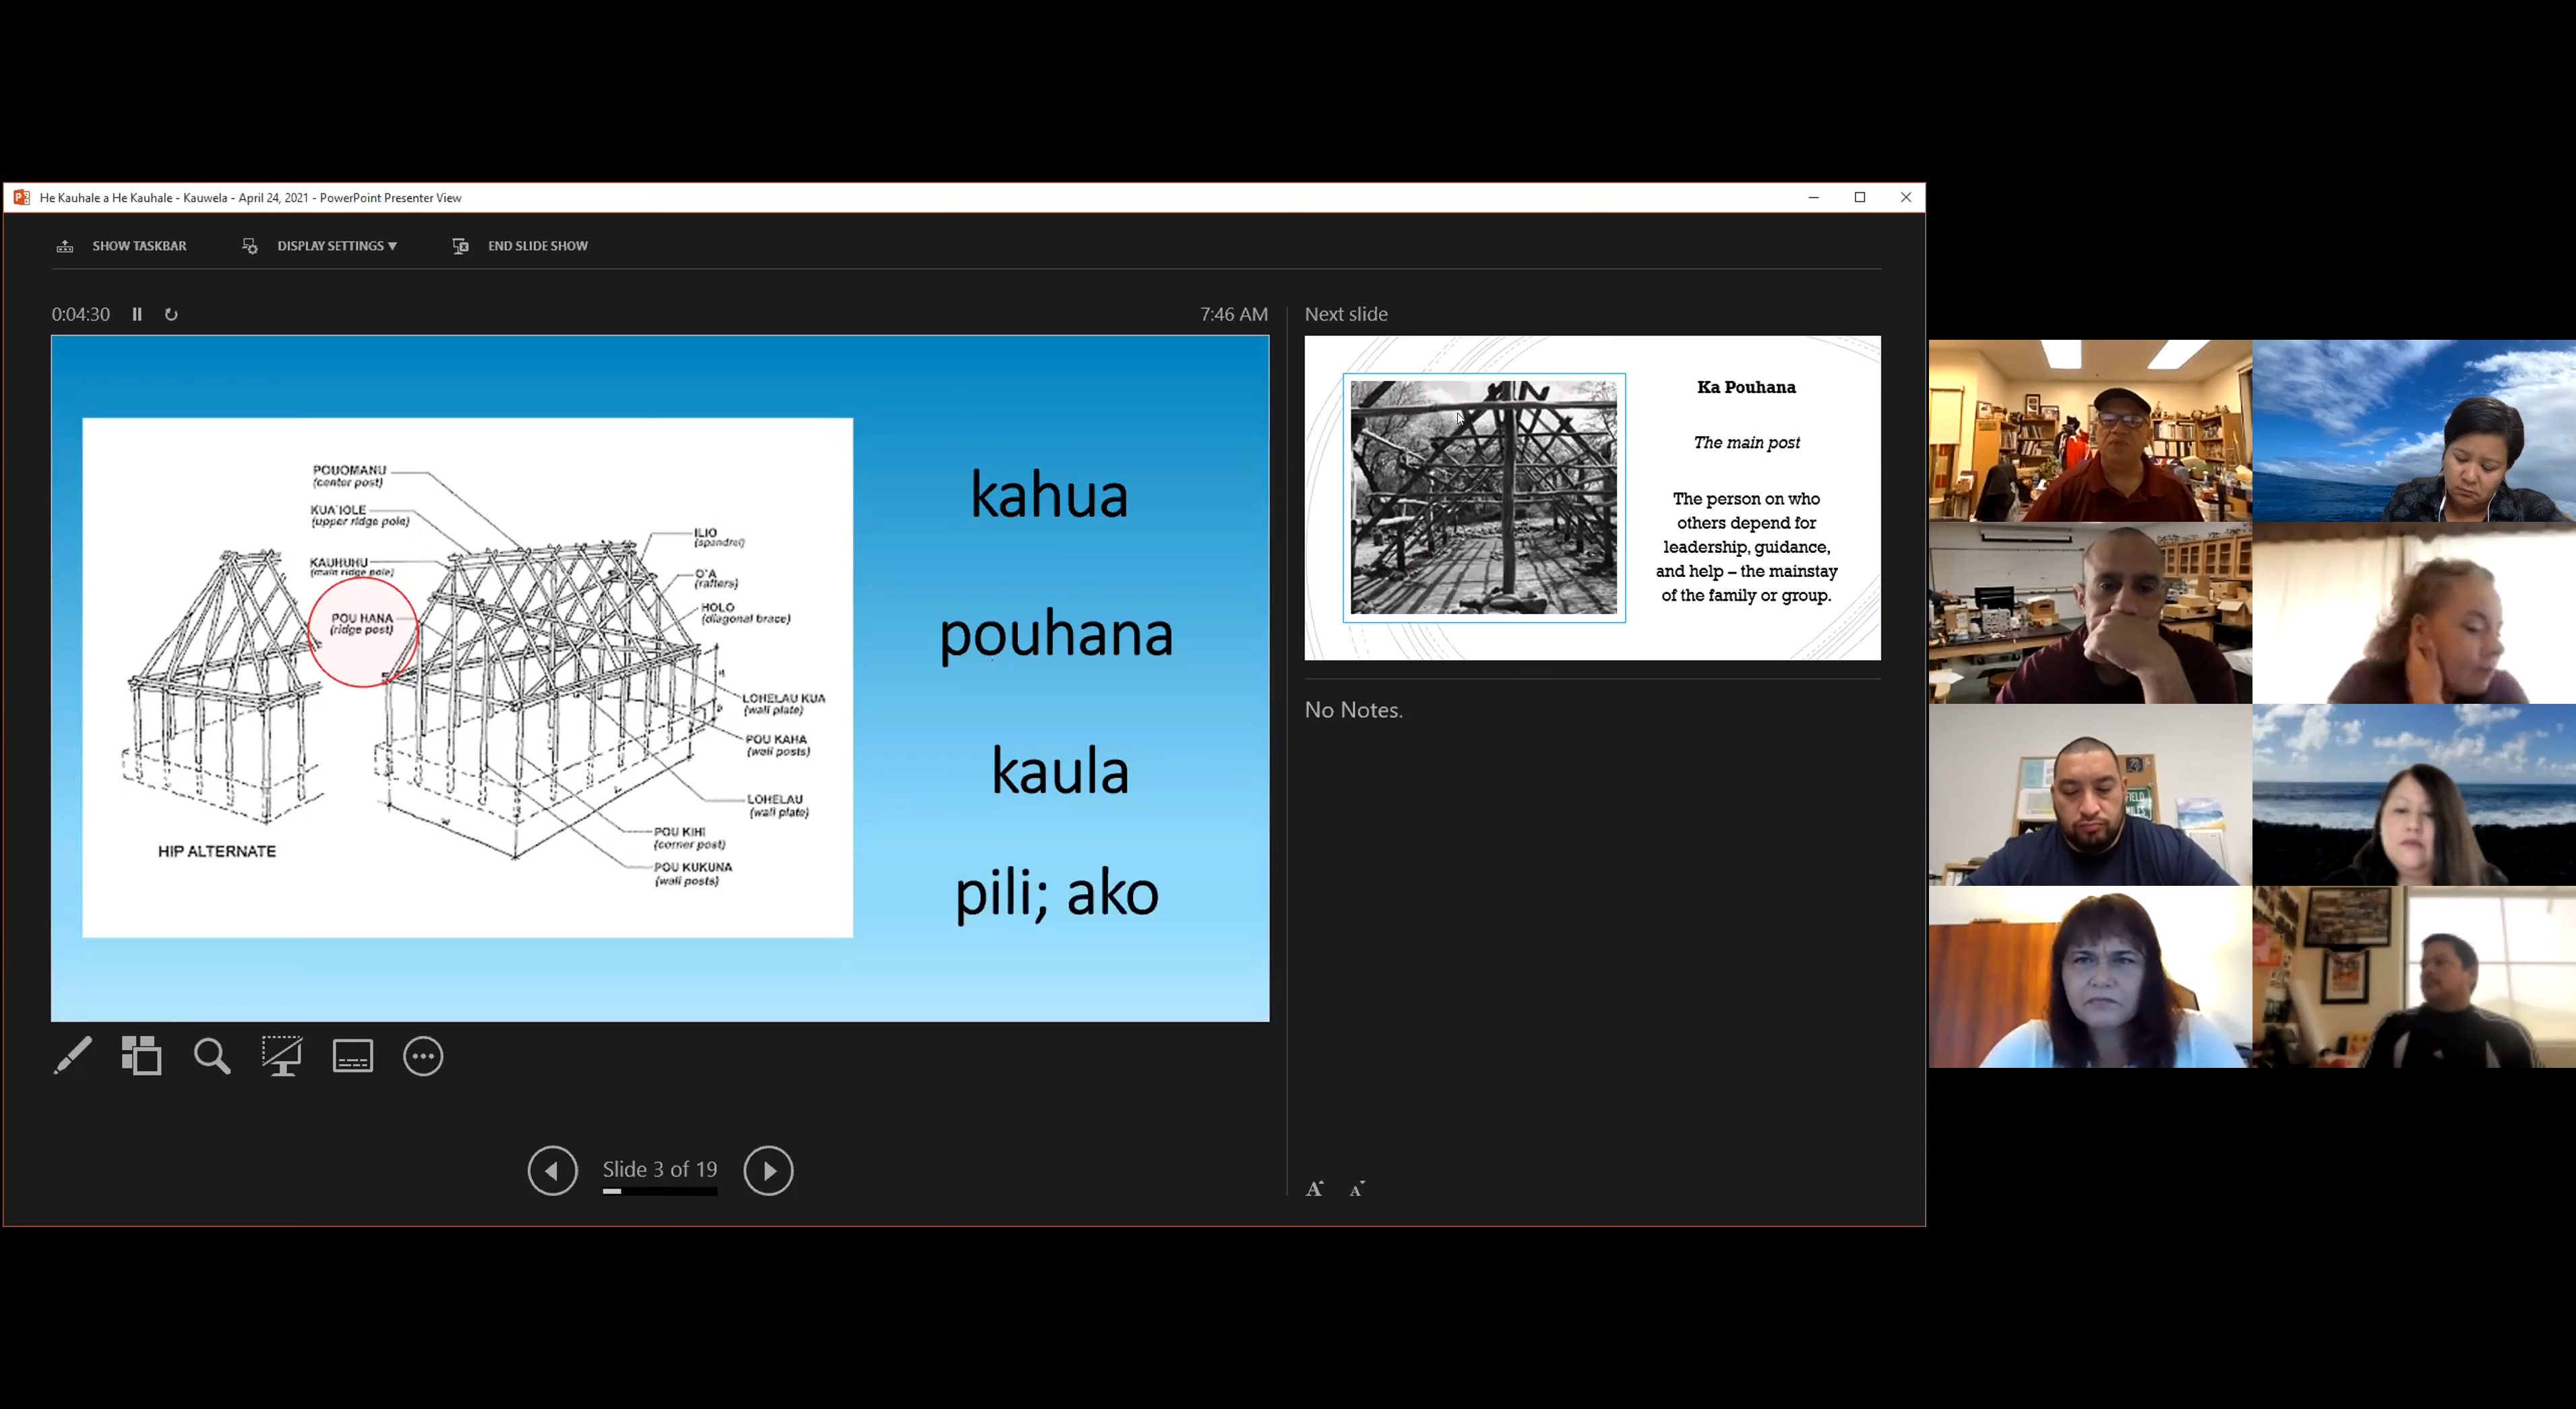 He Kauhale a He Kauhale - Kauwela - April 24, 2021 - PowerPoint Presenter View
SHOW TASKBAR
DISPLAY SETTINGS ▼
END SLIDE SHOW
0:04:30
7:46 AM
POUOMANU
(center post)
KUA'IOLE
(upper ridge pole)
KAUHUHU
(main ridge pole)
POU HANA
(ridge post)
ILIO
(spandrel)
O'A
(rafters)
HOLO
(diagonal brace)
LOHELAU KUA
(wall plate)
POU KAHA
(wall posts)
LOHELAU
(wall plate)
POU KIHI
(corner post)
POU KUKUNA
(wall posts)
HIP ALTERNATE
W
L
H
kahua
pouhana
kaula
pili; ako
Next slide
Ka Pouhana
The main post
The person on who
others depend for
leadership, guidance,
and help – the mainstay
of the family or group.
No Notes.
Slide 3 of 19
A A
FIELD